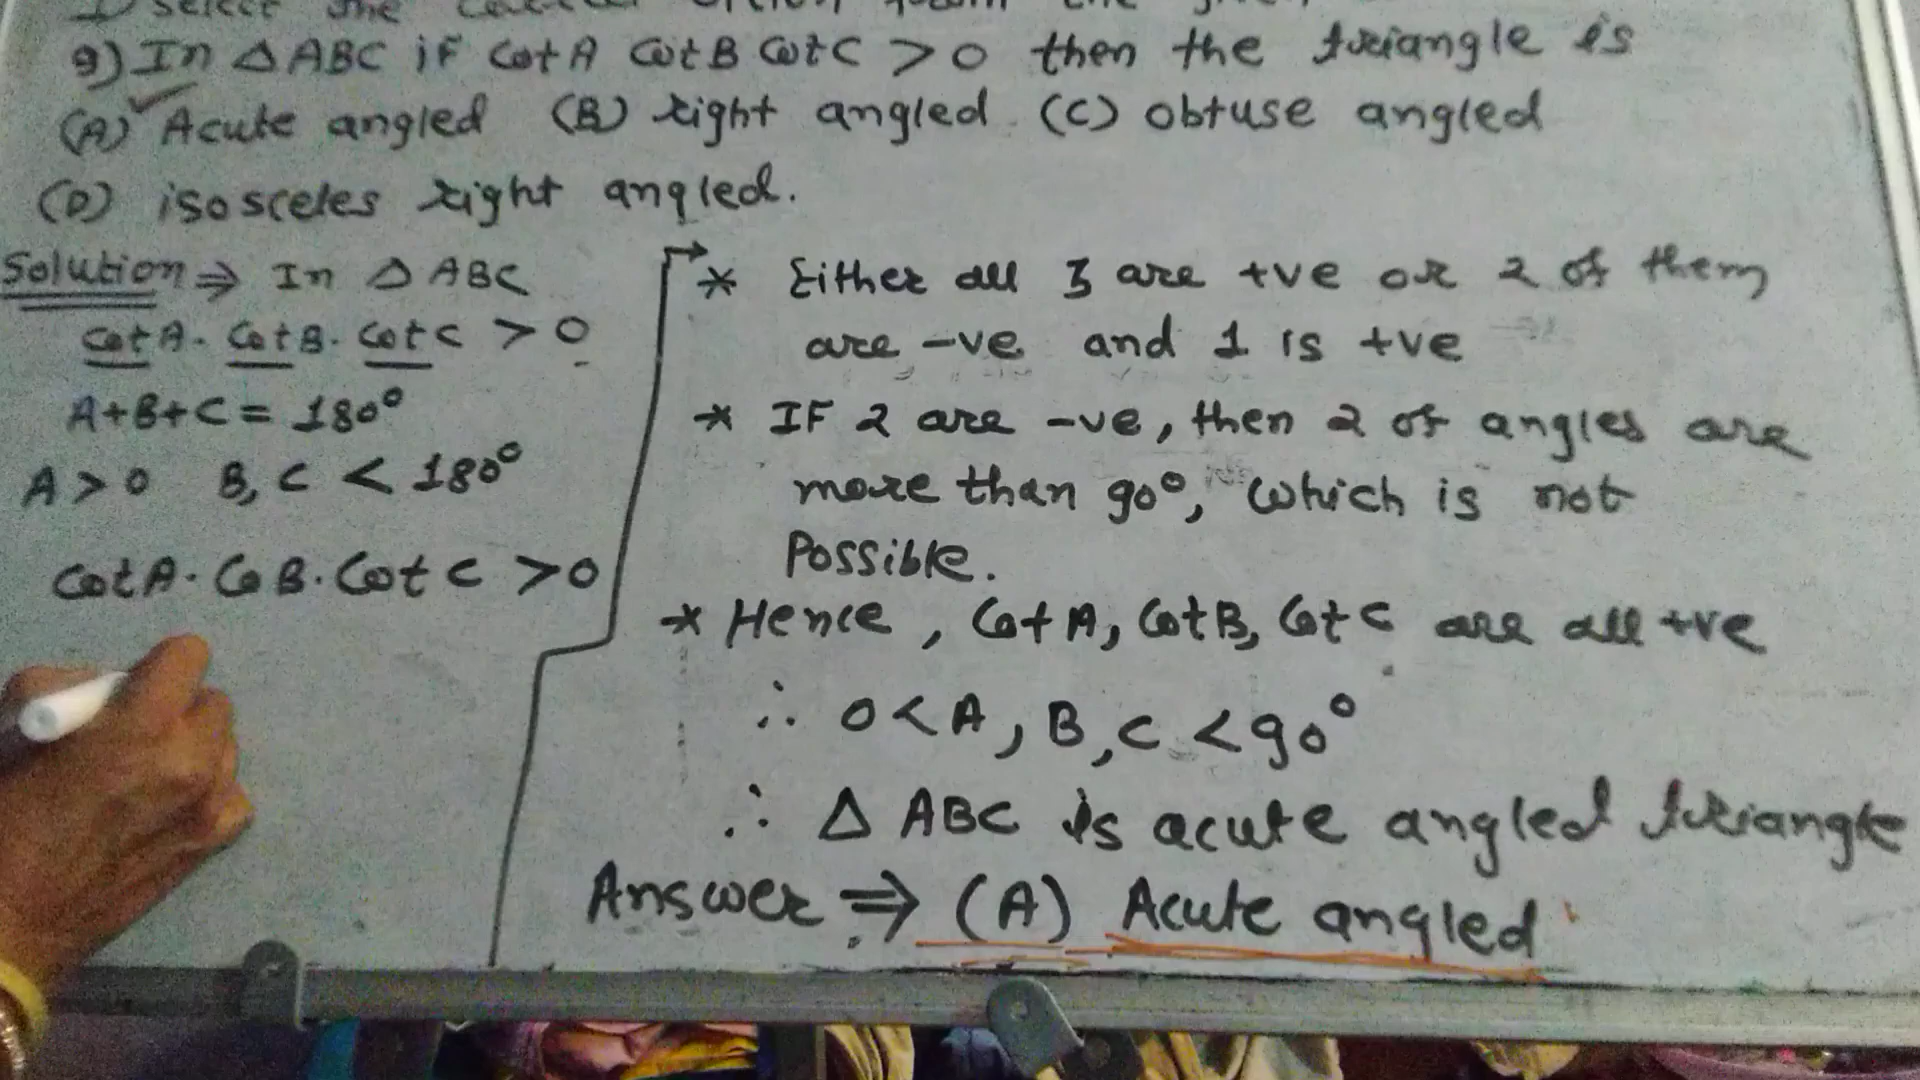 I select the
9) In Δ ABC if Cot A Cot B Cot C > 0 then the triangle is
(A) Acute angled (B) right angled (C) obtuse angled
(D) isosceles right angled.
Solution ⇒ In Δ ABC
Cot A. Cot B. Cot C > 0
A+B+C = 180°
A > 0 B, C < 180°
Cot A. Co B. Cot C > 0
* Either all 3 are +ve or 2 of them
are -ve and 1 is +ve
* IF 2 are -ve, then 2 of angles are
more than 90°, which is not
Possible.
* Hence, Cot A, Cot B, Cot C are all +ve
∴ 0 < A, B, C < 90°
∴ Δ ABC is acute angled triangle
Answer ⇒ (A) Acute angled